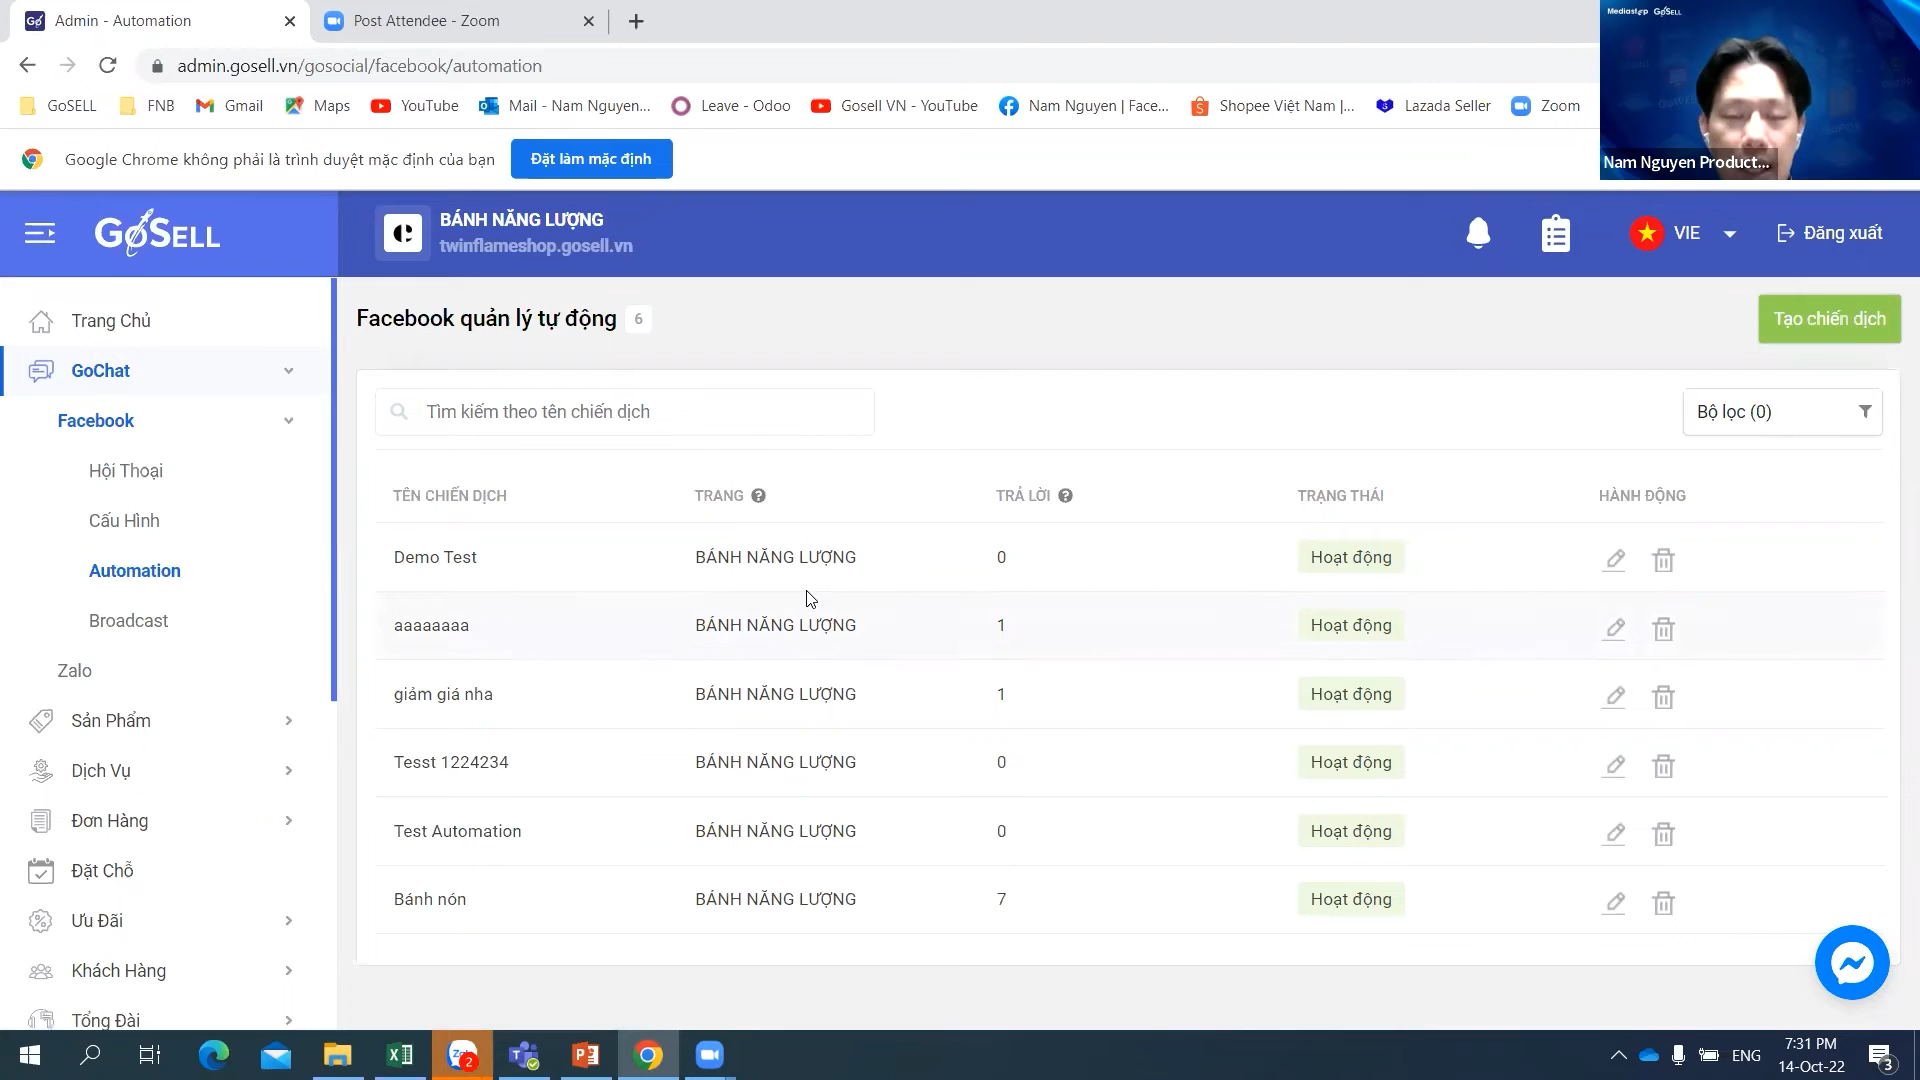 Admin - Automation
Post Attendee - Zoom
admin.gosell.vn/gosocial/facebook/automation
GoSELL
FNB
Gmail
Maps
YouTube
Mail - Nam Nguyen...
Leave - Odoo
Gosell VN - YouTube
Nam Nguyen | Face...
Shopee Việt Nam |...
Lazada Seller
Zoom
Mediastep GoSELL
Nam Nguyen Product...
Google Chrome không phải là trình duyệt mặc định của bạn
Đặt làm mặc định
GoSELL
BÁNH NĂNG LƯỢNG
twinflameshop.gosell.vn
VIE
Đăng xuất
Trang Chủ
GoChat
Facebook
Hội Thoại
Cấu Hình
Automation
Broadcast
Zalo
Sản Phẩm
Dịch Vụ
Đơn Hàng
Đặt Chỗ
Ưu Đãi
Khách Hàng
Tổng Đài
Facebook quản lý tự động 6
Tạo chiến dịch
Tìm kiếm theo tên chiến dịch
Bộ lọc (0)
TÊN CHIẾN DỊCH TRANG TRẢ LỜI TRẠNG THÁI HÀNH ĐỘNG
Demo Test BÁNH NĂNG LƯỢNG 0 Hoạt động
aaaaaaaa BÁNH NĂNG LƯỢNG 1 Hoạt động
giảm giá nha BÁNH NĂNG LƯỢNG 1 Hoạt động
Tesst 1224234 BÁNH NĂNG LƯỢNG 0 Hoạt động
Test Automation BÁNH NĂNG LƯỢNG 0 Hoạt động
Bánh nón BÁNH NĂNG LƯỢNG 7 Hoạt động
2
ENG
7:31 PM
14-Oct-22
3